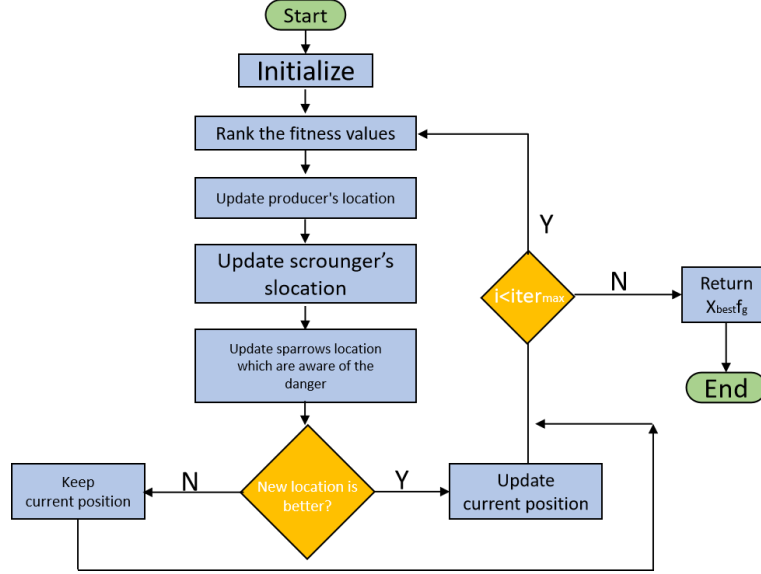 Start
Initialize
Rank the fitness values
Update producer's location
Update scrounger's
slocation
Update sparrows location
which are aware of the
danger
New location is
better?
N
Keep
current position
Y
Update
current position
i<itermax
Y
N
Return
Xbestfg
End